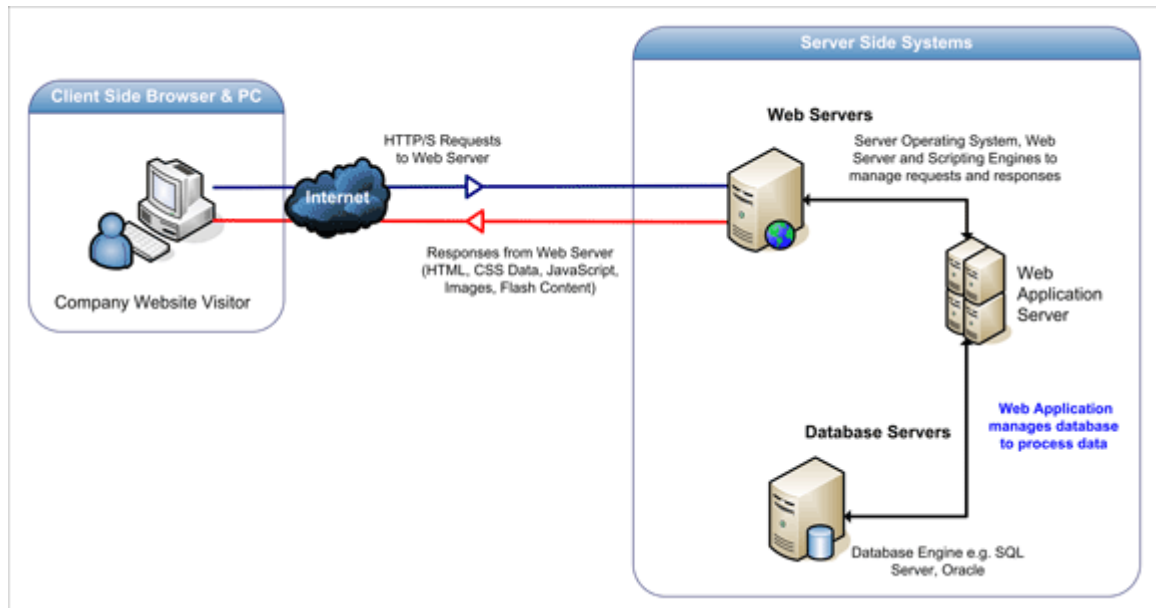 Server Side Systems
Client Side Browser & PC
Web Servers
HTTP/S Requests
to Web Server
Server Operating System, Web
Server and Scripting Engines to
manage requests and responses
Internet
Responses from Web Server
(HTML, CSS Data, JavaScript,
Images, Flash Content)
Company Website Visitor
Web
Application
Server
Web Application
manages database
to process data
Database Servers
Database Engine e.g. SQL
Server, Oracle